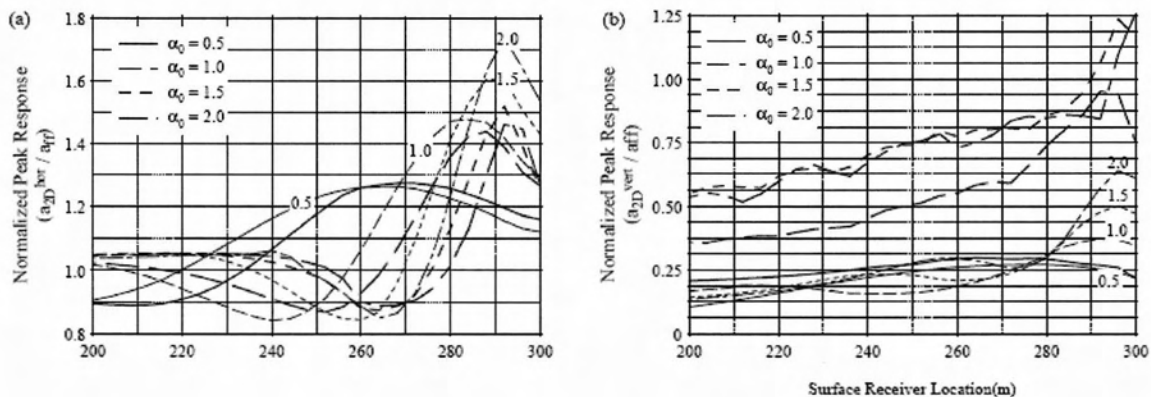 (a)
Normalized Peak Response
(a2Dhor / aff)
1.8
1.6
1.4
1.2
1.0
0.8
200
220
240
260
280
300
α0 = 0.5
α0 = 1.0
α0 = 1.5
α0 = 2.0
2.0
1.5
1.0
0.5
(b)
Normalized Peak Response
(a2Dvert / aff)
1.25
1.00
0.75
0.50
0.25
0
200
220
240
260
280
300
α0 = 0.5
α0 = 1.0
α0 = 1.5
α0 = 2.0
2.0
1.5
1.0
0.5
Surface Receiver Location(m)